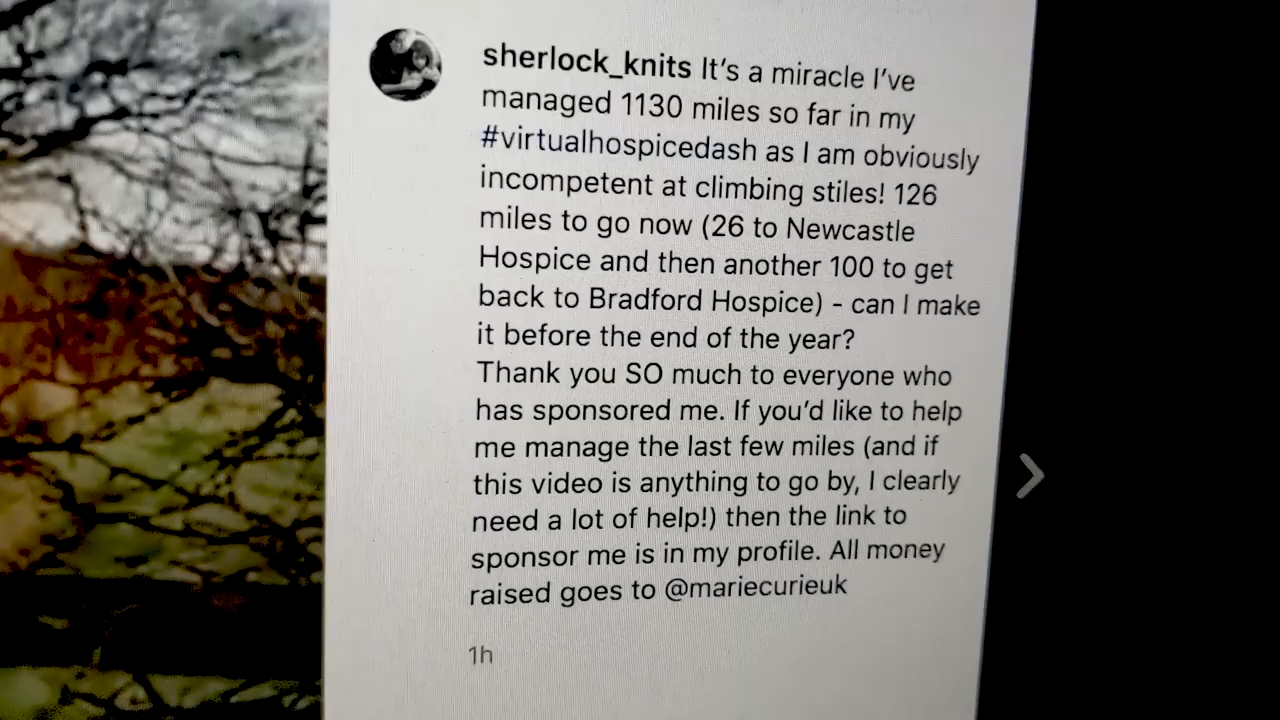 sherlock_knits It's a miracle I've
managed 1130 miles so far in my
#virtualhospicedash as I am obviously
incompetent at climbing stiles! 126
miles to go now (26 to Newcastle
Hospice and then another 100 to get
back to Bradford Hospice) - can I make
it before the end of the year?
Thank you SO much to everyone who
has sponsored me. If you'd like to help
me manage the last few miles (and if
this video is anything to go by, I clearly
need a lot of help!) then the link to
sponsor me is in my profile. All money
raised goes to @mariecurieuk
1h